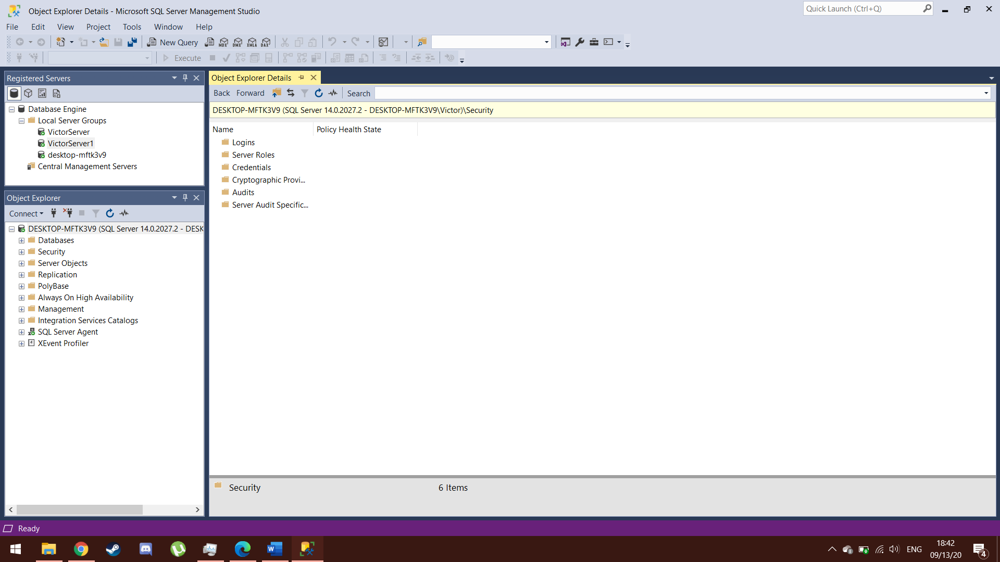 Object Explorer Details - Microsoft SQL Server Management Studio
Quick Launch (Ctrl+Q)
File Edit View Project Tools Window Help
New Query MDX DMX XMLA DAX
Execute
Registered Servers
Database Engine
Local Server Groups
VictorServer
VictorServer1
desktop-mftk3v9
Central Management Servers
Object Explorer
Connect
DESKTOP-MFTK3V9 (SQL Server 14.0.2027.2 - DESK
Databases
Security
Server Objects
Replication
PolyBase
Always On High Availability
Management
Integration Services Catalogs
SQL Server Agent
XEvent Profiler
Object Explorer Details
Back Forward Search
DESKTOP-MFTK3V9 (SQL Server 14.0.2027.2 - DESKTOP-MFTK3V9\Victor)\Security
Name Policy Health State
Logins
Server Roles
Credentials
Cryptographic Provi...
Audits
Server Audit Specific...
Security 6 Items
Ready
ENG
18:42
09/13/20
4